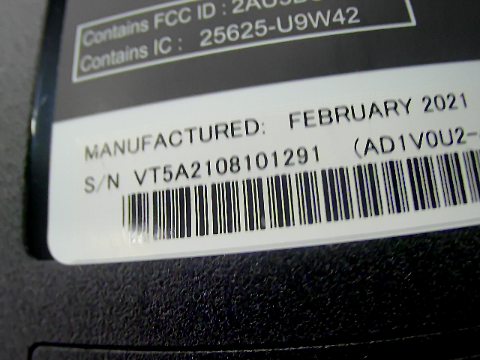 Contains FCC ID :
Contains IC : 25625-U9W42
MANUFACTURED: FEBRUARY 2021
S/N VT5A2108101291 (AD1V0U2-